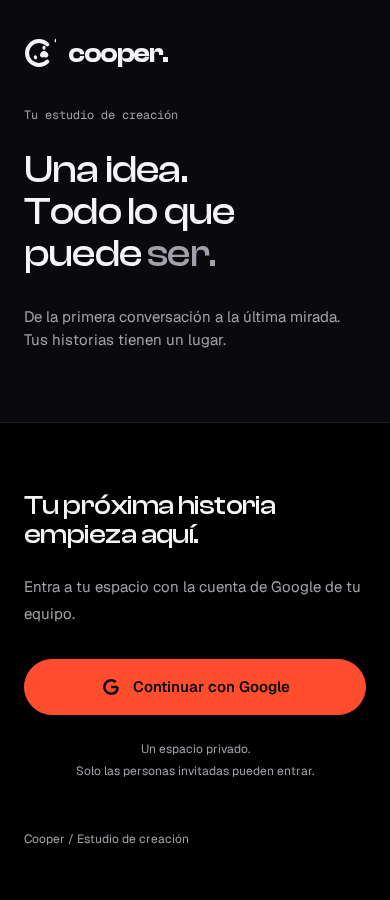 cooper.
Tu estudio de creación
Una idea.
Todo lo que
puede ser.
De la primera conversación a la última mirada.
Tus historias tienen un lugar.
Tu próxima historia
empieza aquí.
Entra a tu espacio con la cuenta de Google de tu
equipo.
Continuar con Google
Un espacio privado.
Solo las personas invitadas pueden entrar.
Cooper / Estudio de creación